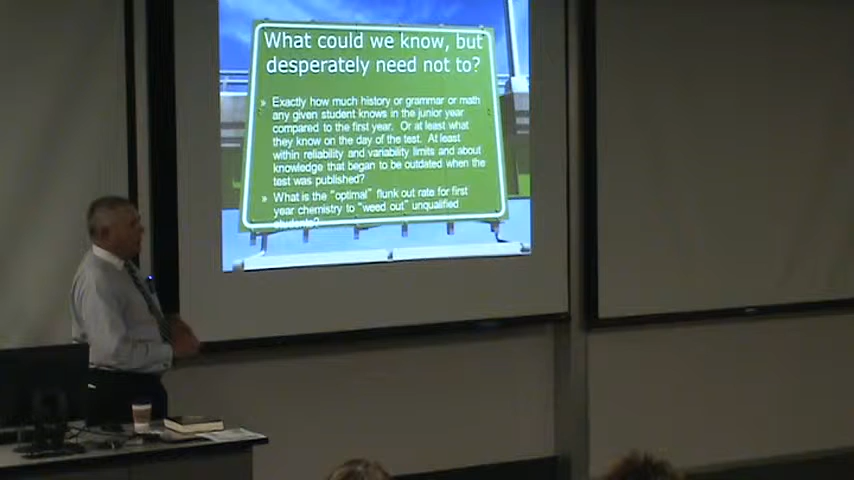 What could we know, but
desperately need not to?
» Exactly how much history or grammar or math
any given student knows in the junior year
compared to the first year. Or at least what
they know on the day of the test. At least
within reliability and variability limits and about
knowledge that began to be outdated when the
test was published?
» What is the "optimal" flunk out rate for first
year chemistry to "weed out" unqualified
students?